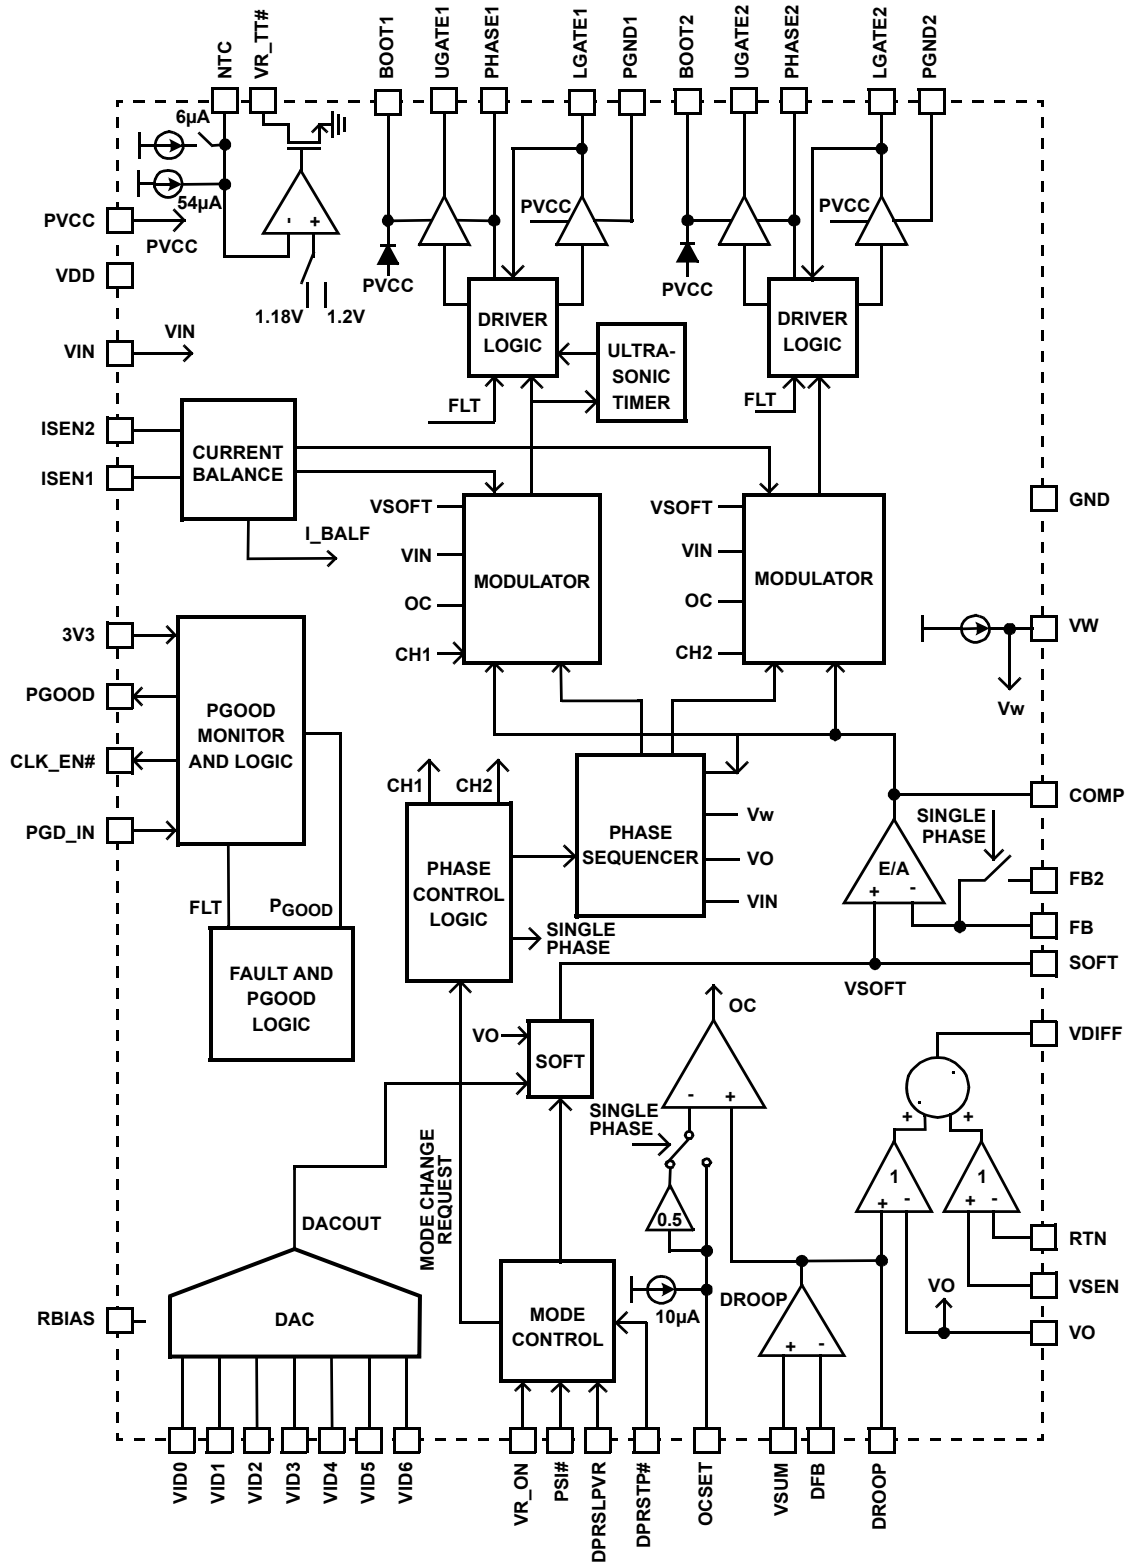 NTC
VR_TT#
BOOT1
UGATE1
PHASE1
LGATE1
PGND1
BOOT2
UGATE2
PHASE2
LGATE2
PGND2
6µA
54µA
PVCC
PVCC
- +
1.18V
1.2V
PVCC
PVCC
PVCC
PVCC
VDD
VIN
VIN
DRIVER
LOGIC
DRIVER
LOGIC
ULTRA-
SONIC
TIMER
FLT
FLT
ISEN2
ISEN1
CURRENT
BALANCE
I_BALF
VSOFT
VIN
OC
CH1
MODULATOR
VSOFT
VIN
OC
CH2
MODULATOR
GND
VW
Vw
3V3
PGOOD
CLK_EN#
PGD_IN
PGOOD
MONITOR
AND LOGIC
FLT
PGOOD
FAULT AND
PGOOD
LOGIC
CH1
CH2
PHASE
CONTROL
LOGIC
SINGLE
PHASE
PHASE
SEQUENCER
Vw
VO
VIN
COMP
SINGLE
PHASE
E/A
+ -
FB2
FB
SOFT
VSOFT
VO
SOFT
OC
- +
SINGLE
PHASE
0.5
10µA
VDIFF
+ +
1
+ -
1
+ -
RTN
VSEN
VO
VO
MODE CHANGE
REQUEST
DACOUT
DAC
RBIAS
MODE
CONTROL
DROOP
+ -
VID0
VID1
VID2
VID3
VID4
VID5
VID6
VR_ON
PSI#
DPRSLPVR
DPRSTP#
OCSET
VSUM
DFB
DROOP